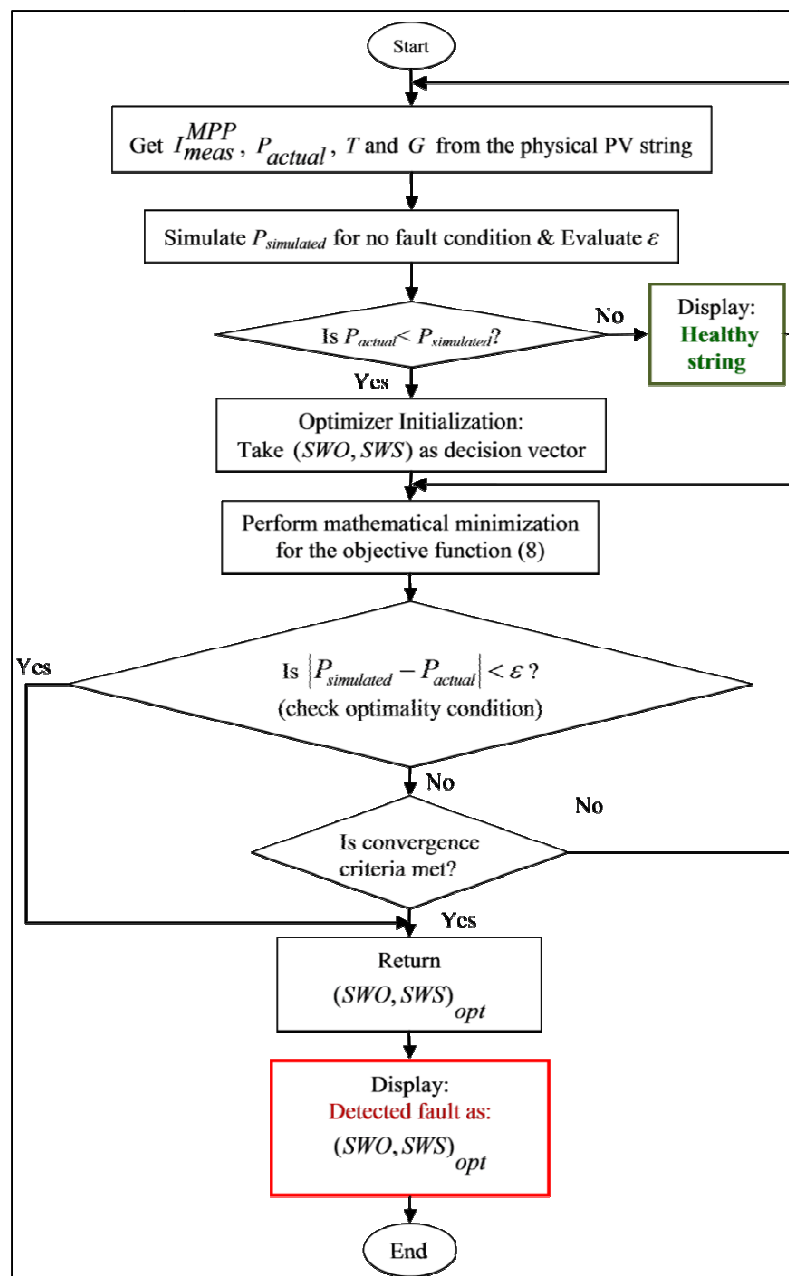 Start
Get I_meas^MPP, P_actual, T and G from the physical PV string
Simulate P_simulated for no fault condition & Evaluate ε
Is P_actual < P_simulated?
No
Display:
Healthy
string
Yes
Optimizer Initialization:
Take (SWO, SWS) as decision vector
Perform mathematical minimization
for the objective function (8)
Yes
Is |P_simulated − P_actual| < ε ?
(check optimality condition)
No
No
Is convergence
criteria met?
Yes
Return
(SWO, SWS)_opt
Display:
Detected fault as:
(SWO, SWS)_opt
End